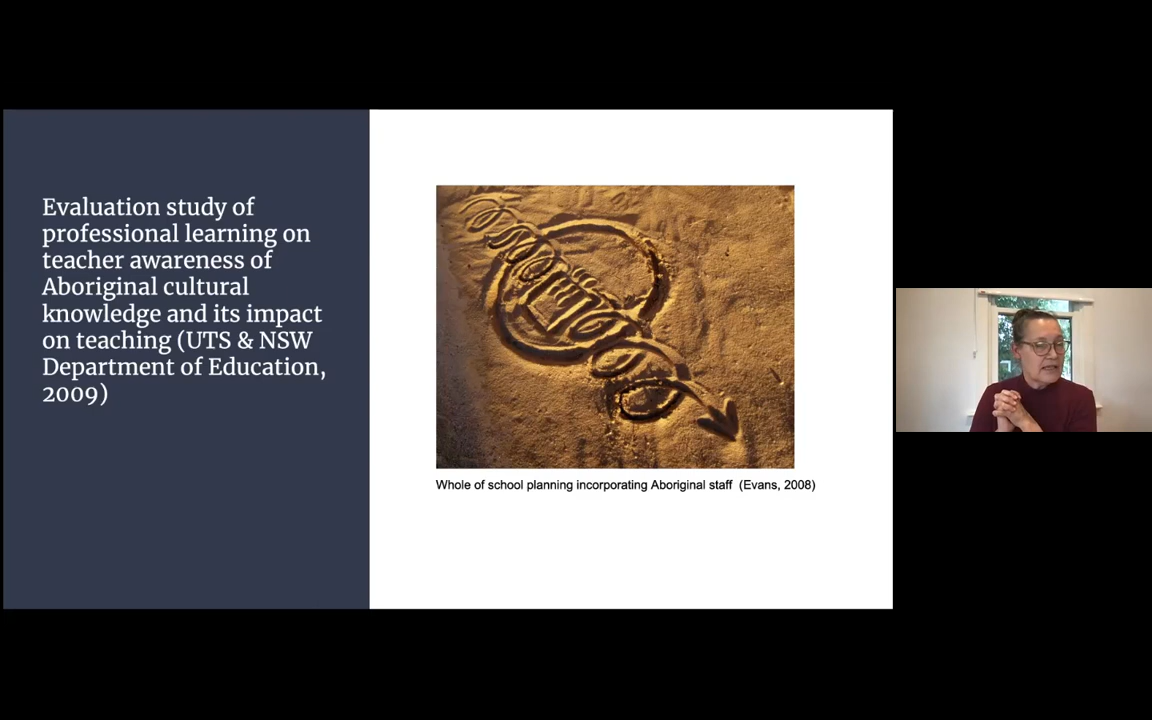 Evaluation study of
professional learning on
teacher awareness of
Aboriginal cultural
knowledge and its impact
on teaching (UTS & NSW
Department of Education,
2009)
Whole of school planning incorporating Aboriginal staff (Evans, 2008)